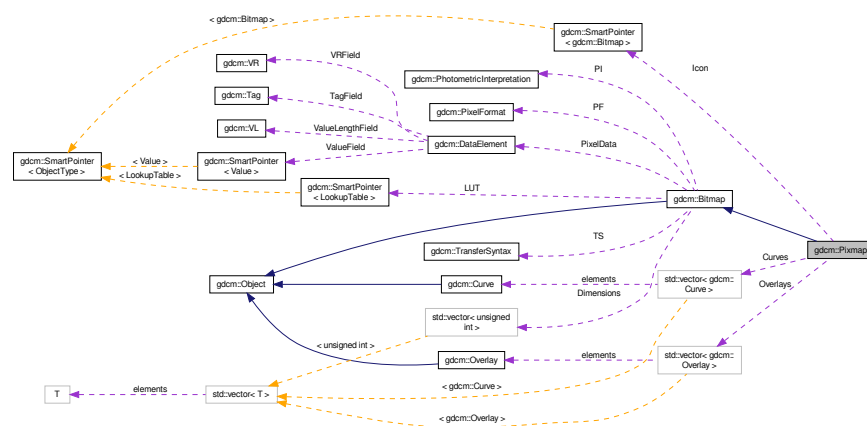 < gdcm::Bitmap >
gdcm::SmartPointer
< gdcm::Bitmap >
VRField
gdcm::VR
PI
Icon
gdcm::PhotometricInterpretation
TagField
gdcm::Tag
PF
gdcm::PixelFormat
ValueLengthField
gdcm::VL
gdcm::DataElement
PixelData
ValueField
gdcm::SmartPointer
< ObjectType >
< Value >
gdcm::SmartPointer
< Value >
< LookupTable >
gdcm::SmartPointer
< LookupTable >
LUT
gdcm::Bitmap
TS
gdcm::TransferSyntax
gdcm::Pixmap
Curves
gdcm::Object
gdcm::Curve
elements
std::vector< gdcm::
Curve >
Overlays
Dimensions
std::vector< unsigned
int >
< unsigned int >
gdcm::Overlay
elements
std::vector< gdcm::
Overlay >
T
elements
std::vector< T >
< gdcm::Curve >
< gdcm::Overlay >